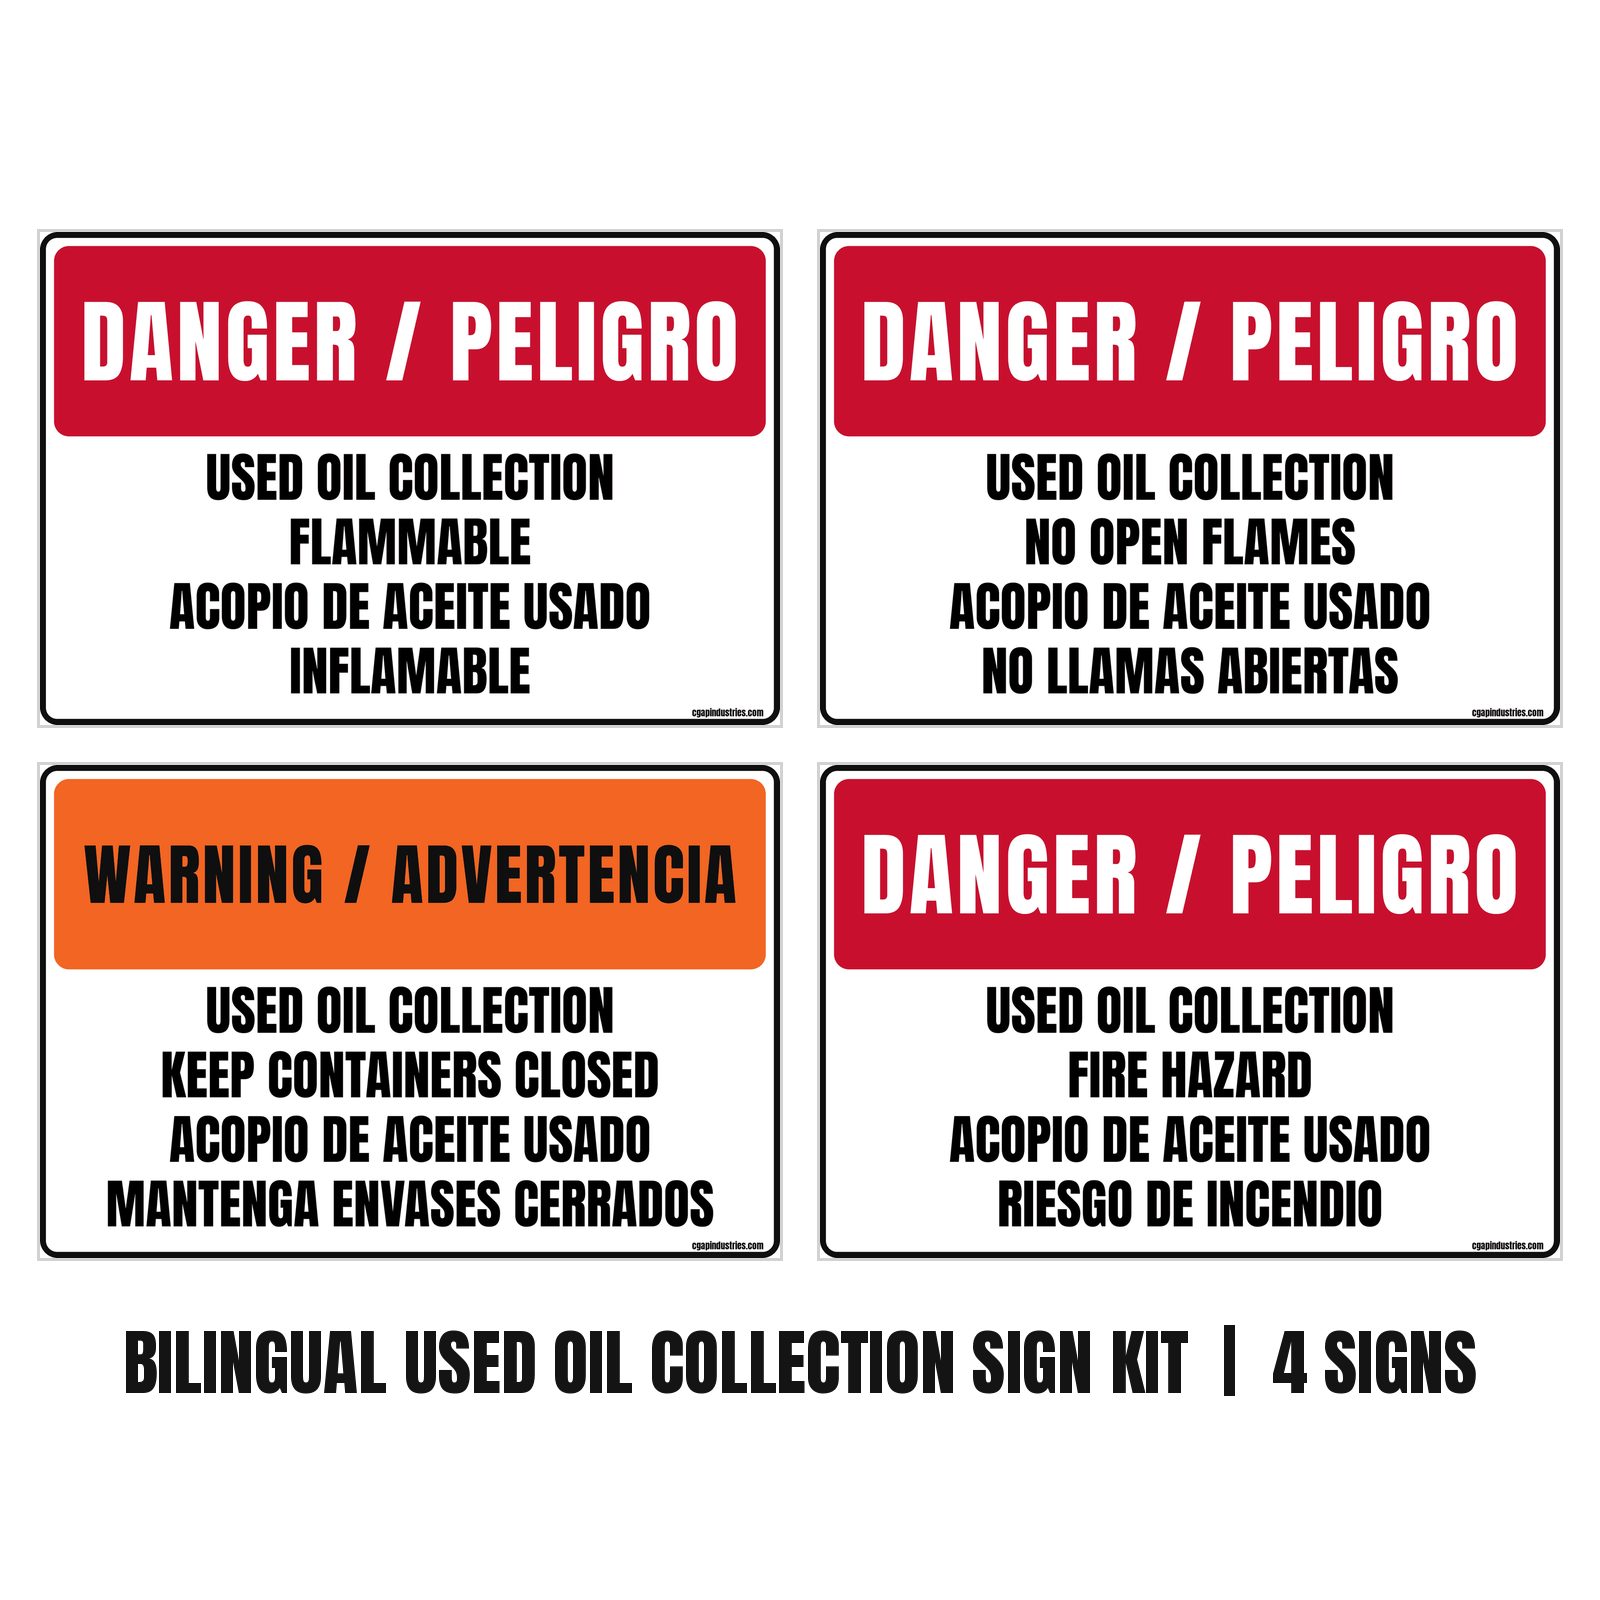 DANGER / PELIGRO
USED OIL COLLECTION
FLAMMABLE
ACOPIO DE ACEITE USADO
INFLAMABLE
cgapindustries.com
DANGER / PELIGRO
USED OIL COLLECTION
NO OPEN FLAMES
ACOPIO DE ACEITE USADO
NO LLAMAS ABIERTAS
cgapindustries.com
WARNING / ADVERTENCIA
USED OIL COLLECTION
KEEP CONTAINERS CLOSED
ACOPIO DE ACEITE USADO
MANTENGA ENVASES CERRADOS
cgapindustries.com
DANGER / PELIGRO
USED OIL COLLECTION
FIRE HAZARD
ACOPIO DE ACEITE USADO
RIESGO DE INCENDIO
cgapindustries.com
BILINGUAL USED OIL COLLECTION SIGN KIT | 4 SIGNS